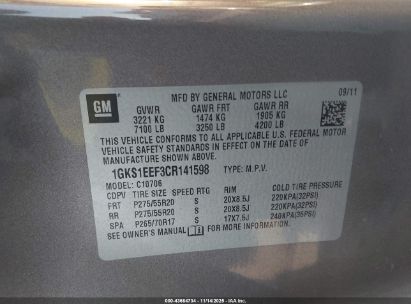 GM
MFD BY GENERAL MOTORS LLC
09/11
GVWR GAWR FRT GAWR RR
3221 KG 1474 KG 1905 KG
7100 LB 3250 LB 4200 LB
THIS VEHICLE CONFORMS TO ALL APPLICABLE U.S. FEDERAL MOTOR
VEHICLE SAFETY STANDARDS IN EFFECT ON THE DATE OF
MANUFACTURE SHOWN ABOVE.
1GKS1EEF3CR141598 TYPE: M.P.V.
MODEL: C10706
CDPV TIRE SIZE SPEED RTG RIM COLD TIRE PRESSURE
FRT P275/55R20 S 20X8.5J 220KPA(32PSI)
RR P275/55R20 S 20X8.5J 220KPA(32PSI)
SPA P265/70R17 S 17X7.5J 240KPA(35PSI)
SEE OWNER'S MANUAL FOR MORE INFORMATION.
000-43664734 - 11/14/2025 - 17749